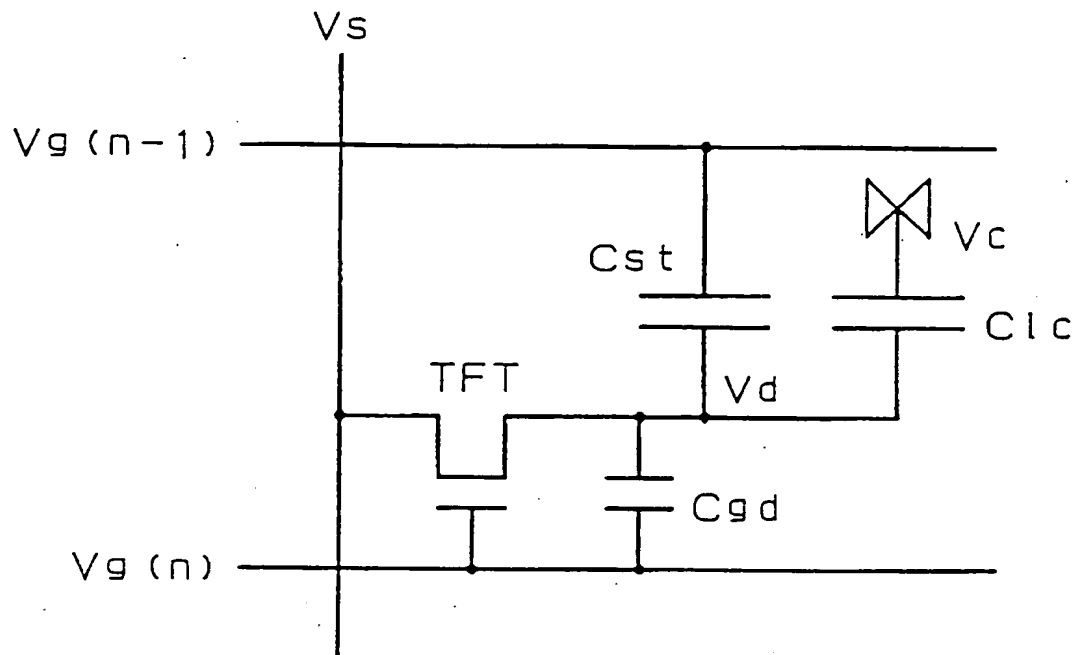 Vs
Vg (n-1)
Vc
Cst
Clc
TFT
Vd
Cgd
Vg (n)